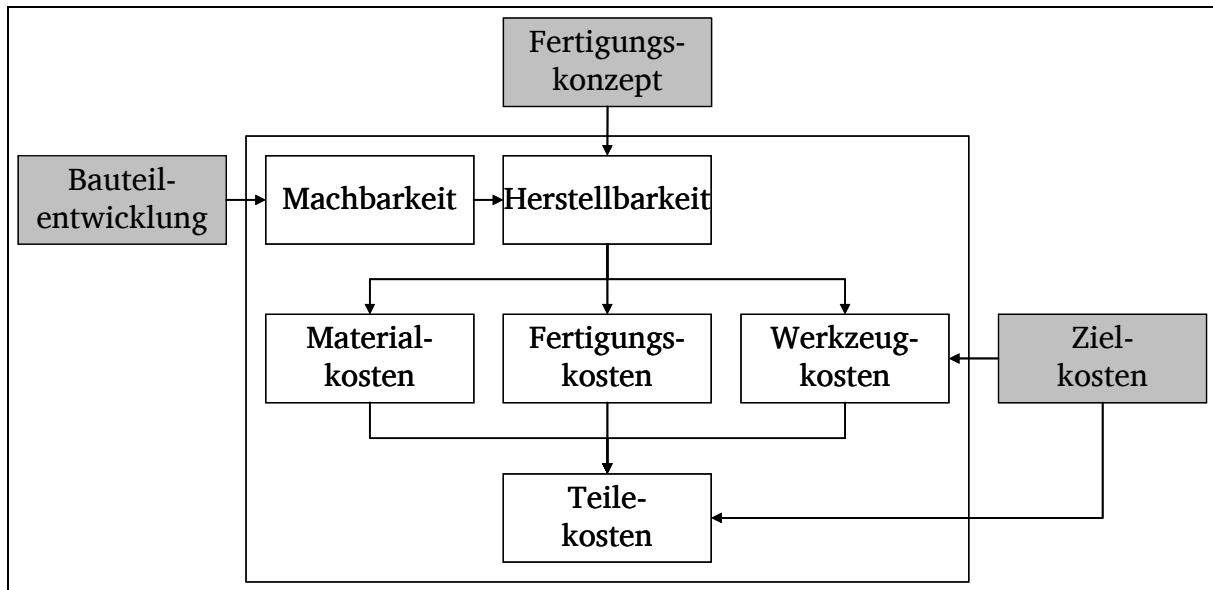 Fertigungs-
konzept
Bauteil-
entwicklung
Machbarkeit
Herstellbarkeit
Material-
kosten
Fertigungs-
kosten
Werkzeug-
kosten
Ziel-
kosten
Teile-
kosten